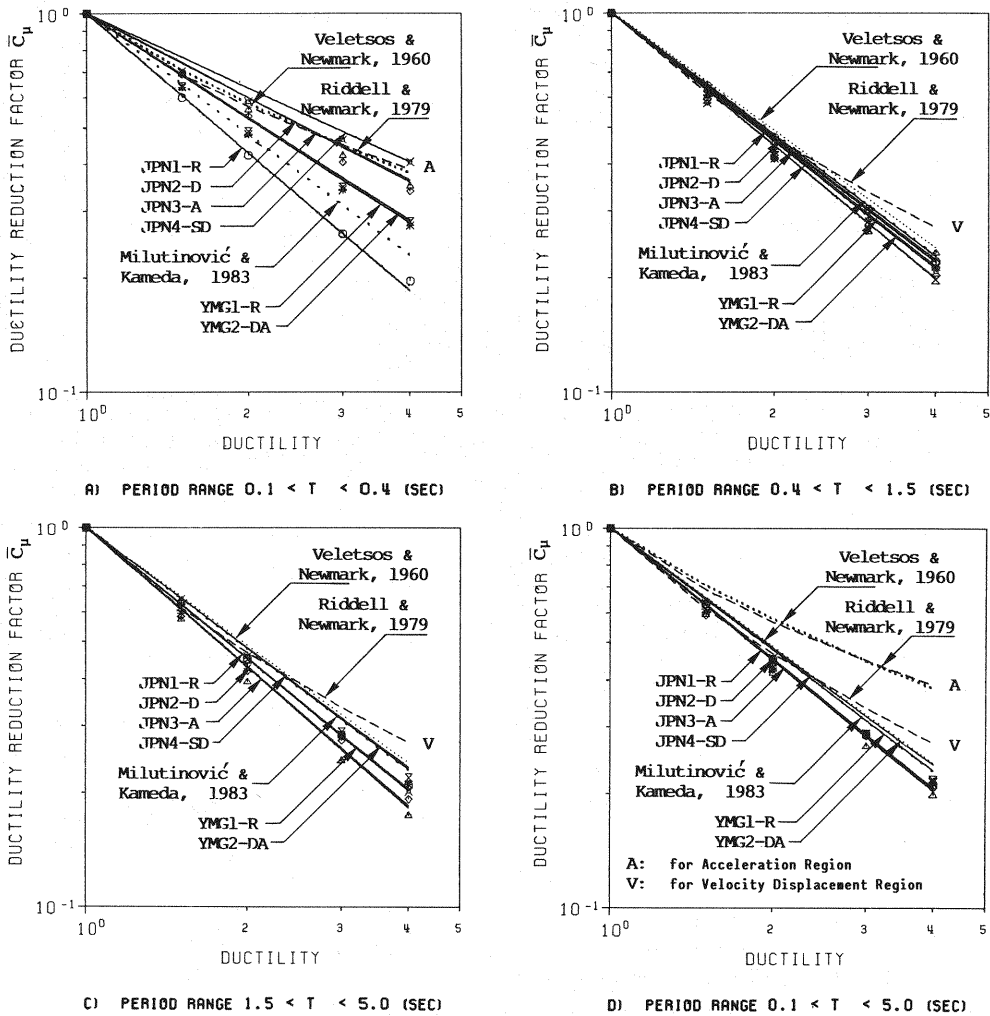 DUCTILITY REDUCTION FACTOR C̅μ
10⁰
10⁻¹
10⁰ 2 3 4 5
Veletsos &
Newmark, 1960
Riddell &
Newmark, 1979
A
JPN1-R
JPN2-D
JPN3-A
JPN4-SD
Milutinović &
Kameda, 1983
YMG1-R
YMG2-DA
DUCTILITY
A) PERIOD RANGE 0.1 < T < 0.4 (SEC)
DUCTILITY REDUCTION FACTOR C̅μ
10⁰
10⁻¹
10⁰ 2 3 4 5
Veletsos &
Newmark, 1960
Riddell &
Newmark, 1979
V
JPN1-R
JPN2-D
JPN3-A
JPN4-SD
Milutinović &
Kameda, 1983
YMG1-R
YMG2-DA
DUCTILITY
B) PERIOD RANGE 0.4 < T < 1.5 (SEC)
DUCTILITY REDUCTION FACTOR C̅μ
10⁰
10⁻¹
10⁰ 2 3 4 5
Veletsos &
Newmark, 1960
Riddell &
Newmark, 1979
V
JPN1-R
JPN2-D
JPN3-A
JPN4-SD
Milutinović &
Kameda, 1983
YMG1-R
YMG2-DA
DUCTILITY
C) PERIOD RANGE 1.5 < T < 5.0 (SEC)
DUCTILITY REDUCTION FACTOR C̅μ
10⁰
10⁻¹
10⁰ 2 3 4 5
Veletsos &
Newmark, 1960
Riddell &
Newmark, 1979
A
V
JPN1-R
JPN2-D
JPN3-A
JPN4-SD
Milutinović &
Kameda, 1983
YMG1-R
YMG2-DA
A: for Acceleration Region
V: for Velocity Displacement Region
DUCTILITY
D) PERIOD RANGE 0.1 < T < 5.0 (SEC)